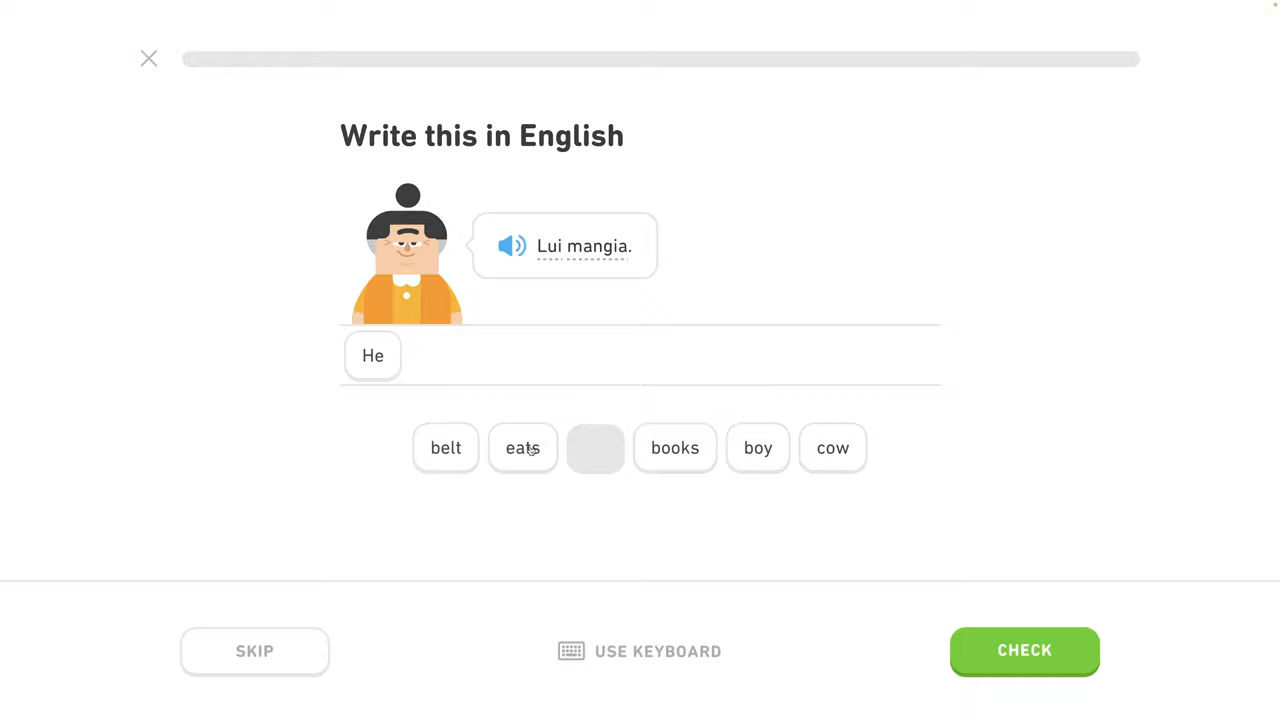 Write this in English
Lui mangia.
He
belt eats books boy cow
SKIP USE KEYBOARD CHECK